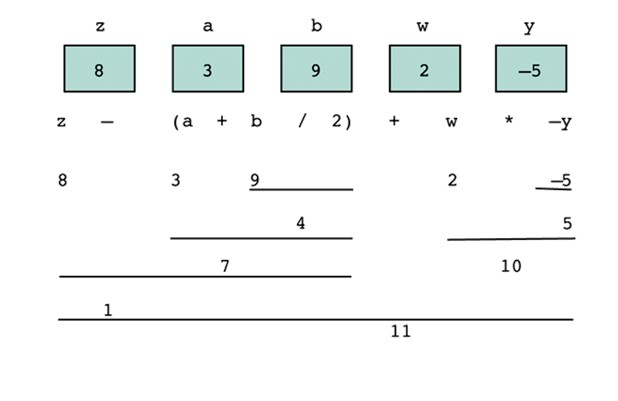 z a b w y
8 3 9 2 –5
z – (a + b / 2) + w * –y
8 3 9 2 –5
4 5
7 10
1
11